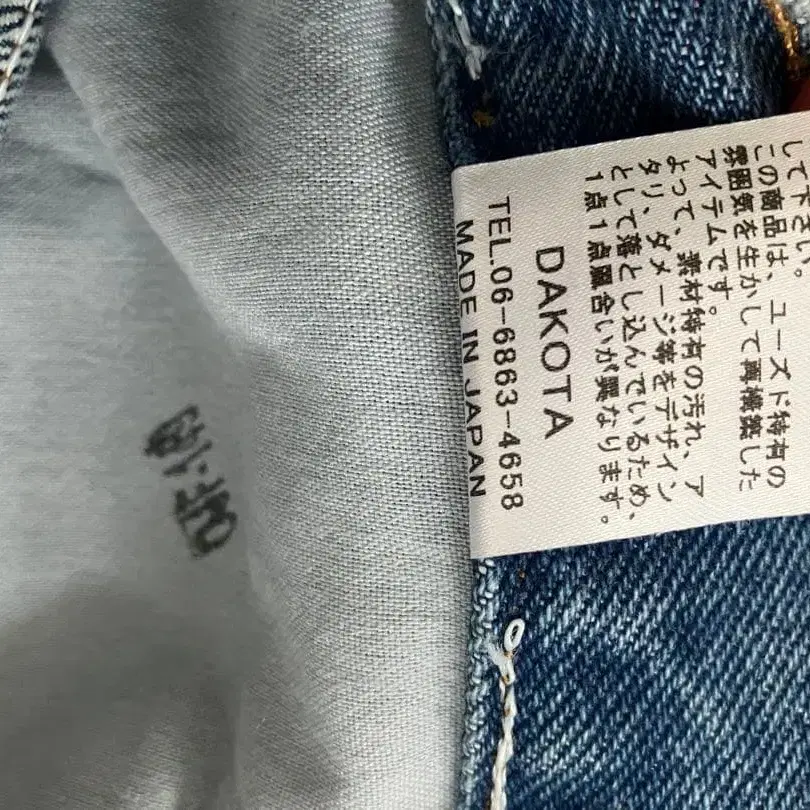 して下さい。
この商品は、ユーズド特有の
雰囲気を生かして再構築した
アイテムです。
よって、素材特有の汚れ、ア
タリ、ダメージ等をデザイン
として落とし込んでいるため、
1点1点風合いが異なります。
DAKOTA
TEL.06-6863-4658
MADE IN JAPAN